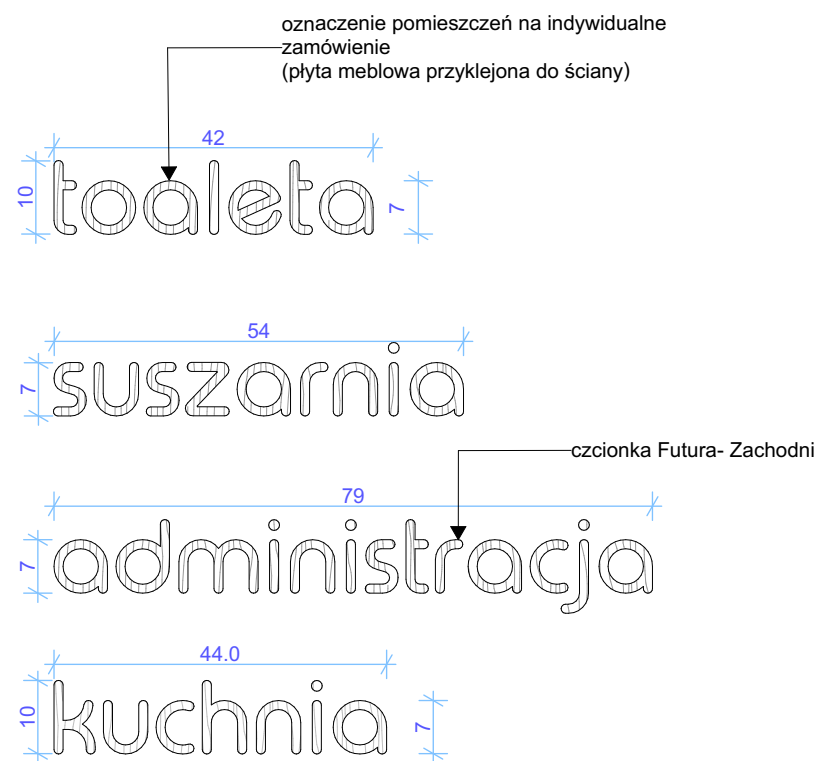 oznaczenie pomieszczeń na indywidualne
zamówienie
(płyta meblowa przyklejona do ściany)
42
10
toaleta
7
54
7
suszarnia
czcionka Futura- Zachodni
79
7
administracja
44.0
10
kuchnia
7